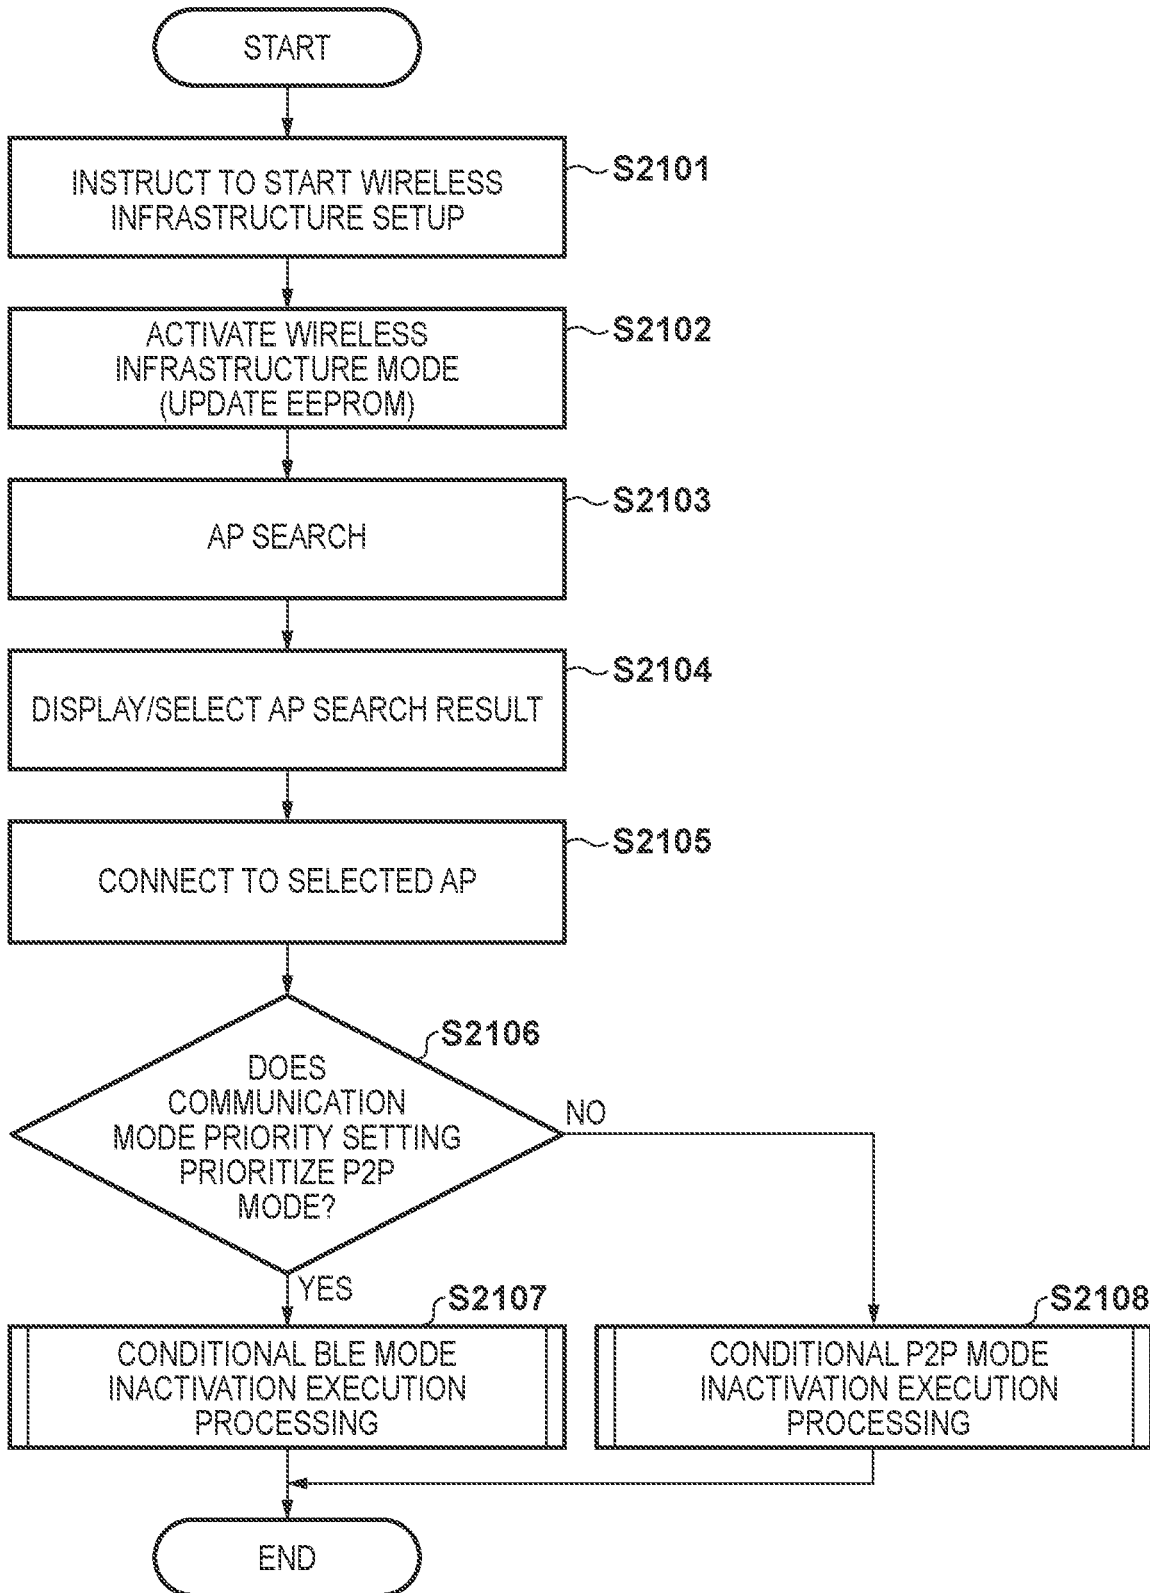 START
INSTRUCT TO START WIRELESS
INFRASTRUCTURE SETUP
S2101
ACTIVATE WIRELESS
INFRASTRUCTURE MODE
(UPDATE EEPROM)
S2102
AP SEARCH
S2103
DISPLAY/SELECT AP SEARCH RESULT
S2104
CONNECT TO SELECTED AP
S2105
DOES
COMMUNICATION
MODE PRIORITY SETTING
PRIORITIZE P2P
MODE?
S2106
NO
YES
S2107
CONDITIONAL BLE MODE
INACTIVATION EXECUTION
PROCESSING
S2108
CONDITIONAL P2P MODE
INACTIVATION EXECUTION
PROCESSING
END